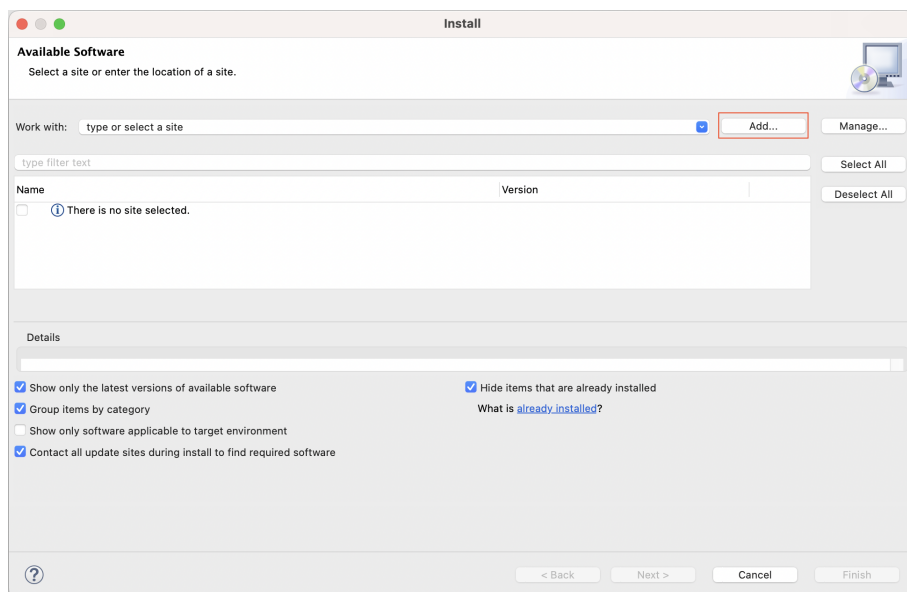 Install
Available Software
Select a site or enter the location of a site.
Work with: type or select a site Add... Manage...
type filter text Select All
Name Version
Deselect All
There is no site selected.
Details
Show only the latest versions of available software Hide items that are already installed
Group items by category What is already installed?
Show only software applicable to target environment
Contact all update sites during install to find required software
? < Back Next > Cancel Finish